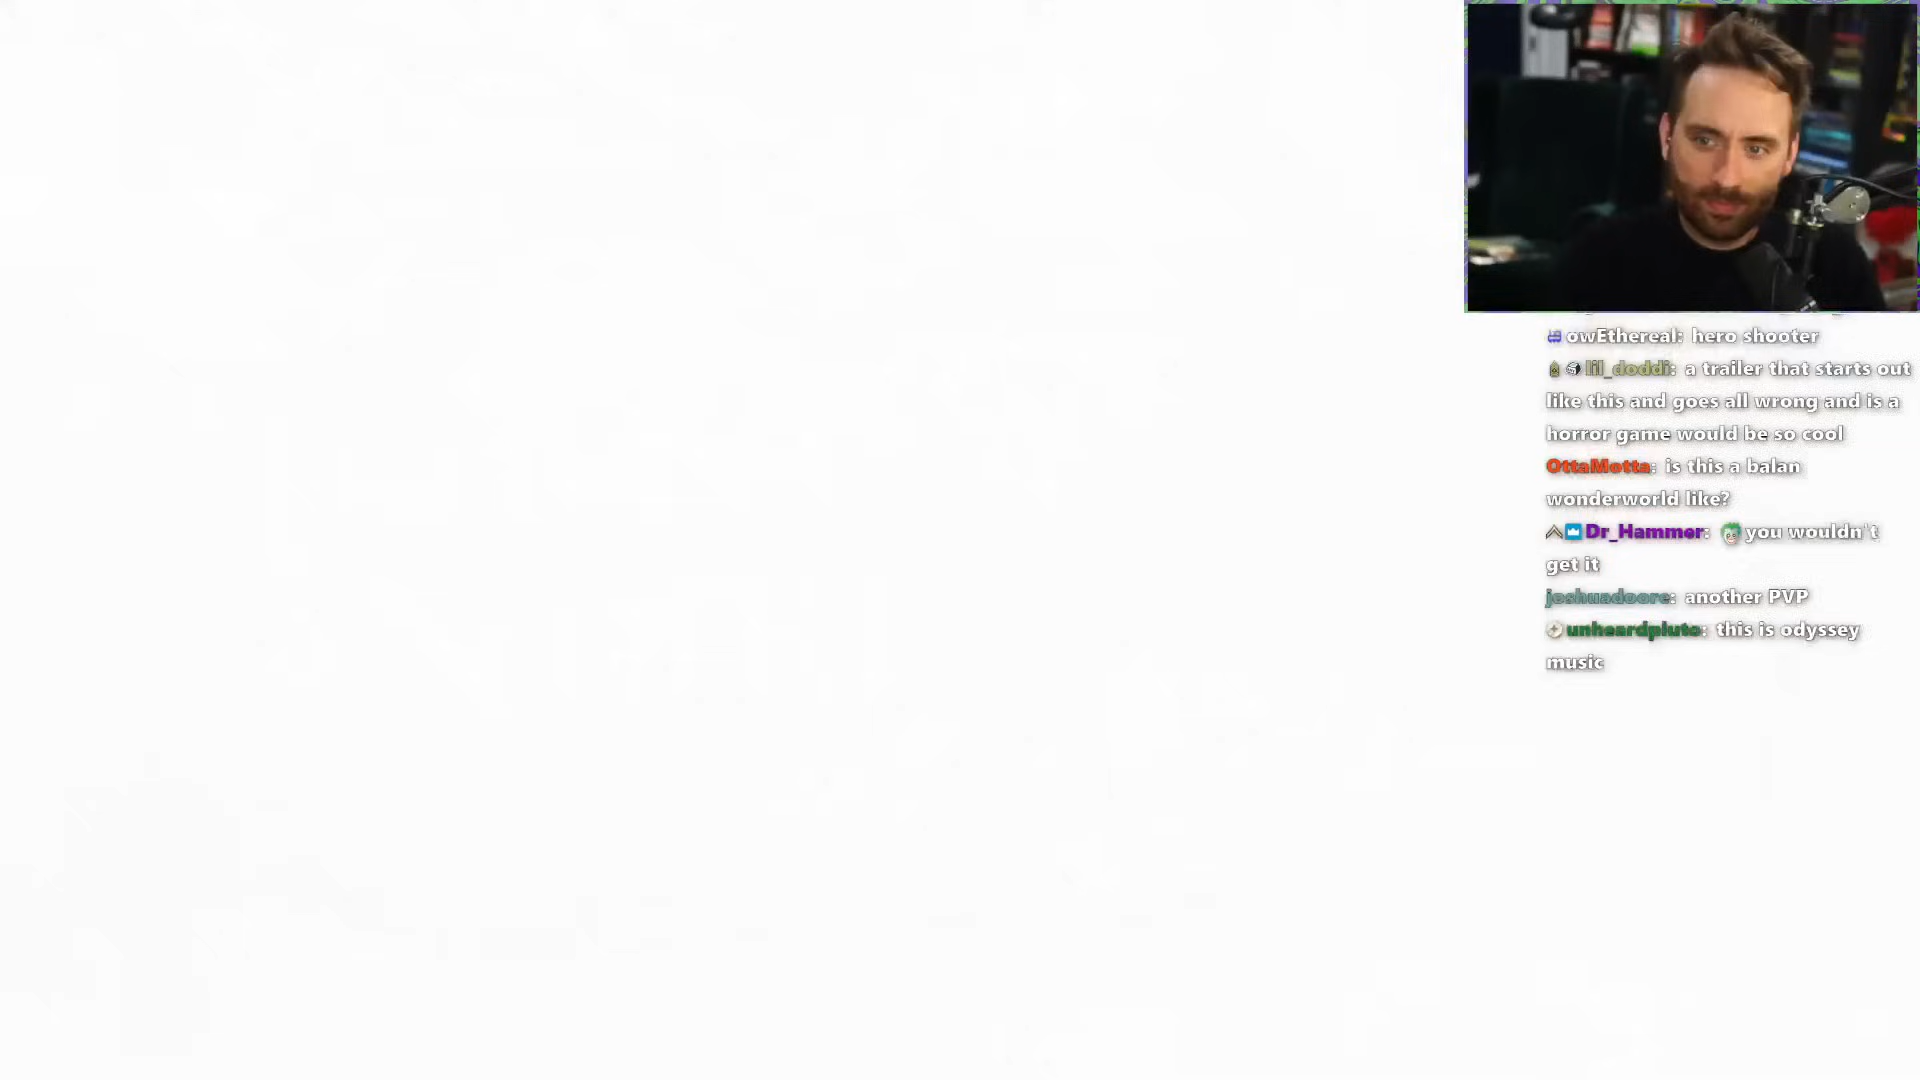 owEthereal: hero shooter
lil_doddi: a trailer that starts out
like this and goes all wrong and is a
horror game would be so cool
OttaMotta: is this a balan
wonderworld like?
Dr_Hammer: you wouldn't
get it
joshuadoore: another PVP
unheardpluto: this is odyssey
music